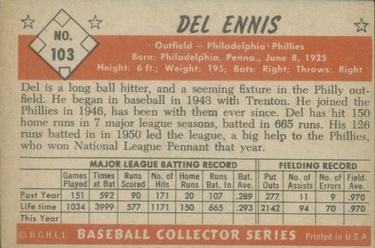 NO.
103
DEL ENNIS
Outfield — Philadelphia Phillies
Born: Philadelphia, Penna., June 8, 1925
Height: 6 ft.; Weight: 195; Bats: Right; Throws: Right
Del is a long ball hitter, and a seeming fixture in the Philly out-
field. He began in baseball in 1943 with Trenton. He joined the
Phillies in 1946, has been with them ever since. Del has hit 150
home runs in 7 major league seasons, batted in 665 runs. His 126
runs batted in in 1950 led the league, a big help to the Phillies,
who won National League Pennant that year.
MAJOR LEAGUE BATTING RECORD FIELDING RECORD
Games Played Times at Bat Runs Scored No. of Hits Home Runs Runs Bat. In Bat. Ave. Put Outs No. of Assists No. of Errors Field. Ave.
Past Year 151 592 90 171 20 107 .289 277 11 9 .970
Life time 1034 3969 577 1171 150 665 .293 2142 94 70 .970
This Year
© B.G.H.L.I. BASEBALL COLLECTOR SERIES Printed in U.S.A